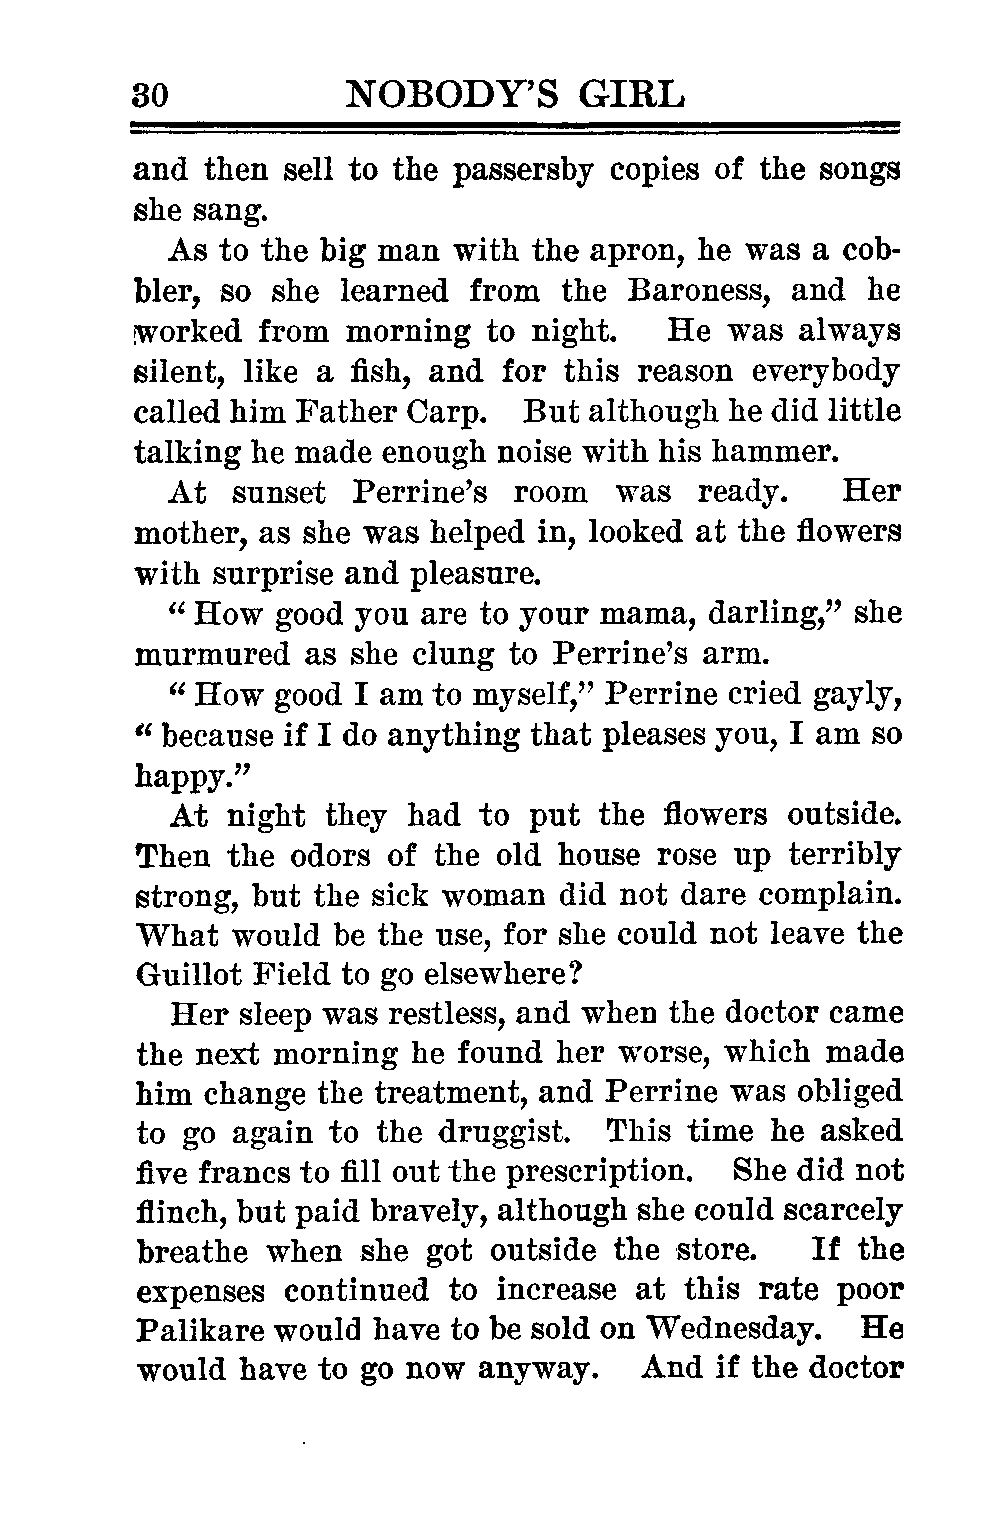 30 NOBODY'S GIRL
and then sell to the passersby copies of the songs
she sang.
As to the big man with the apron, he was a cob-
bler, so she learned from the Baroness, and he
worked from morning to night. He was always
silent, like a fish, and for this reason everybody
called him Father Carp. But although he did little
talking he made enough noise with his hammer.
At sunset Perrine's room was ready. Her
mother, as she was helped in, looked at the flowers
with surprise and pleasure.
" How good you are to your mama, darling," she
murmured as she clung to Perrine's arm.
" How good I am to myself," Perrine cried gayly,
" because if I do anything that pleases you, I am so
happy."
At night they had to put the flowers outside.
Then the odors of the old house rose up terribly
strong, but the sick woman did not dare complain.
What would be the use, for she could not leave the
Guillot Field to go elsewhere?
Her sleep was restless, and when the doctor came
the next morning he found her worse, which made
him change the treatment, and Perrine was obliged
to go again to the druggist. This time he asked
five francs to fill out the prescription. She did not
flinch, but paid bravely, although she could scarcely
breathe when she got outside the store. If the
expenses continued to increase at this rate poor
Palikare would have to be sold on Wednesday. He
would have to go now anyway. And if the doctor